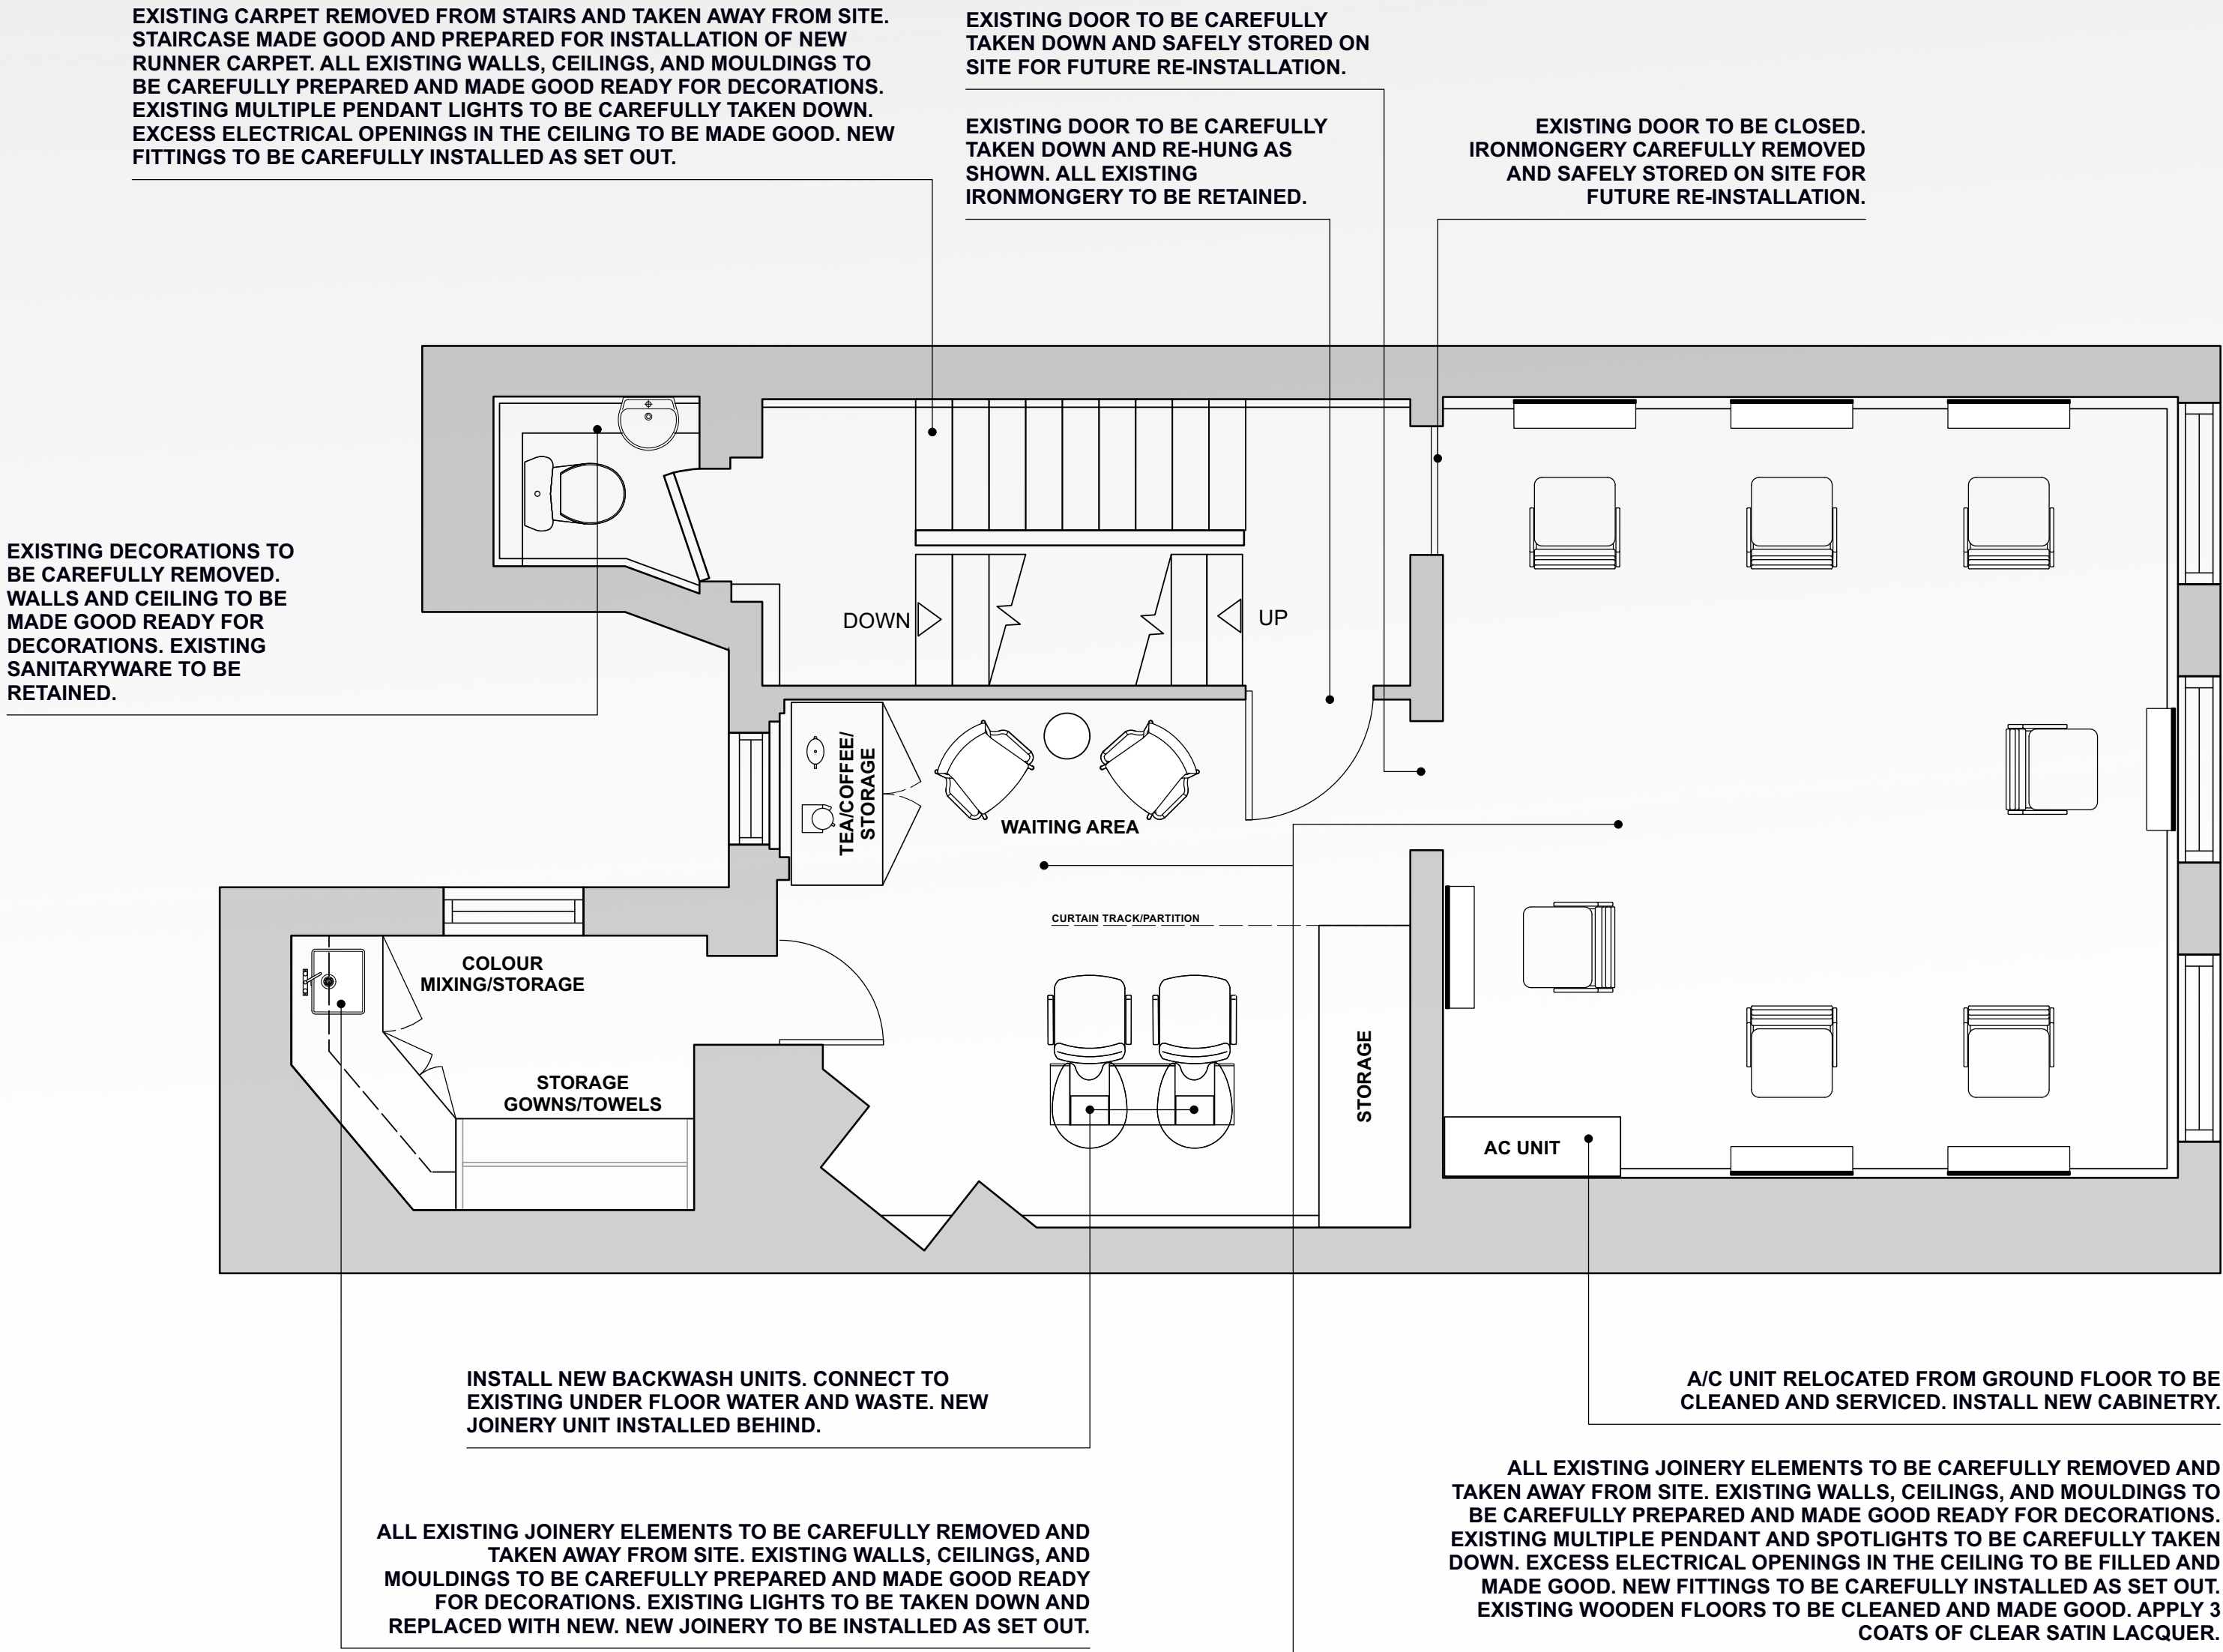 EXISTING CARPET REMOVED FROM STAIRS AND TAKEN AWAY FROM SITE.
STAIRCASE MADE GOOD AND PREPARED FOR INSTALLATION OF NEW
RUNNER CARPET. ALL EXISTING WALLS, CEILINGS, AND MOULDINGS TO
BE CAREFULLY PREPARED AND MADE GOOD READY FOR DECORATIONS.
EXISTING MULTIPLE PENDANT LIGHTS TO BE CAREFULLY TAKEN DOWN.
EXCESS ELECTRICAL OPENINGS IN THE CEILING TO BE MADE GOOD. NEW
FITTINGS TO BE CAREFULLY INSTALLED AS SET OUT.
EXISTING DOOR TO BE CAREFULLY
TAKEN DOWN AND SAFELY STORED ON
SITE FOR FUTURE RE-INSTALLATION.
EXISTING DOOR TO BE CAREFULLY
TAKEN DOWN AND RE-HUNG AS
SHOWN. ALL EXISTING
IRONMONGERY TO BE RETAINED.
EXISTING DOOR TO BE CLOSED.
IRONMONGERY CAREFULLY REMOVED
AND SAFELY STORED ON SITE FOR
FUTURE RE-INSTALLATION.
EXISTING DECORATIONS TO
BE CAREFULLY REMOVED.
WALLS AND CEILING TO BE
MADE GOOD READY FOR
DECORATIONS. EXISTING
SANITARYWARE TO BE
RETAINED.
DOWN
UP
TEA/COFFEE/
STORAGE
WAITING AREA
CURTAIN TRACK/PARTITION
COLOUR
MIXING/STORAGE
STORAGE
GOWNS/TOWELS
STORAGE
AC UNIT
INSTALL NEW BACKWASH UNITS. CONNECT TO
EXISTING UNDER FLOOR WATER AND WASTE. NEW
JOINERY UNIT INSTALLED BEHIND.
A/C UNIT RELOCATED FROM GROUND FLOOR TO BE
CLEANED AND SERVICED. INSTALL NEW CABINETRY.
ALL EXISTING JOINERY ELEMENTS TO BE CAREFULLY REMOVED AND
TAKEN AWAY FROM SITE. EXISTING WALLS, CEILINGS, AND
MOULDINGS TO BE CAREFULLY PREPARED AND MADE GOOD READY
FOR DECORATIONS. EXISTING LIGHTS TO BE TAKEN DOWN AND
REPLACED WITH NEW. NEW JOINERY TO BE INSTALLED AS SET OUT.
ALL EXISTING JOINERY ELEMENTS TO BE CAREFULLY REMOVED AND
TAKEN AWAY FROM SITE. EXISTING WALLS, CEILINGS, AND MOULDINGS TO
BE CAREFULLY PREPARED AND MADE GOOD READY FOR DECORATIONS.
EXISTING MULTIPLE PENDANT AND SPOTLIGHTS TO BE CAREFULLY TAKEN
DOWN. EXCESS ELECTRICAL OPENINGS IN THE CEILING TO BE FILLED AND
MADE GOOD. NEW FITTINGS TO BE CAREFULLY INSTALLED AS SET OUT.
EXISTING WOODEN FLOORS TO BE CLEANED AND MADE GOOD. APPLY 3
COATS OF CLEAR SATIN LACQUER.